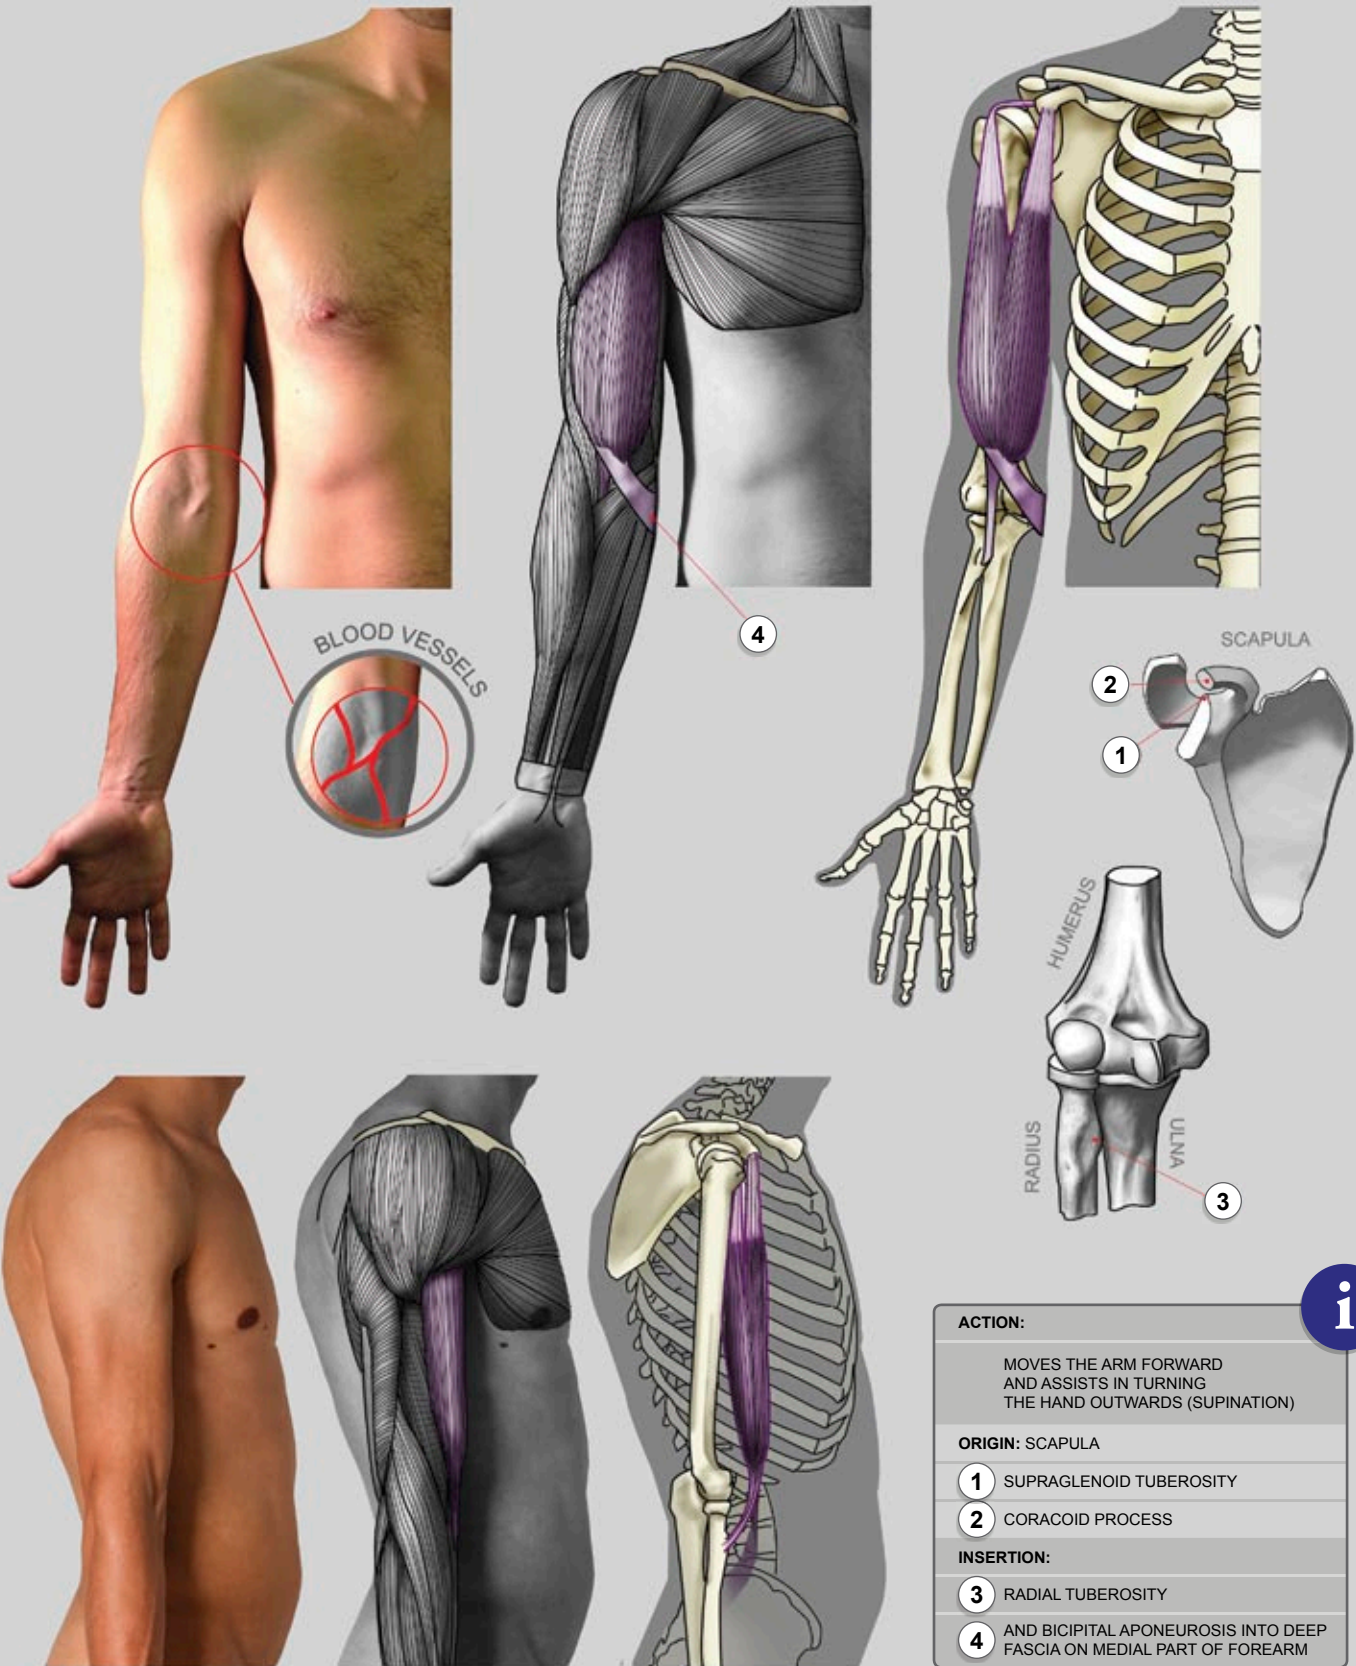 BLOOD VESSELS
4
SCAPULA
2
1
HUMERUS
RADIUS
ULNA
3
i
ACTION:
MOVES THE ARM FORWARD
AND ASSISTS IN TURNING
THE HAND OUTWARDS (SUPINATION)
ORIGIN: SCAPULA
1 SUPRAGLENOID TUBEROSITY
2 CORACOID PROCESS
INSERTION:
3 RADIAL TUBEROSITY
4 AND BICIPITAL APONEUROSIS INTO DEEP
FASCIA ON MEDIAL PART OF FOREARM